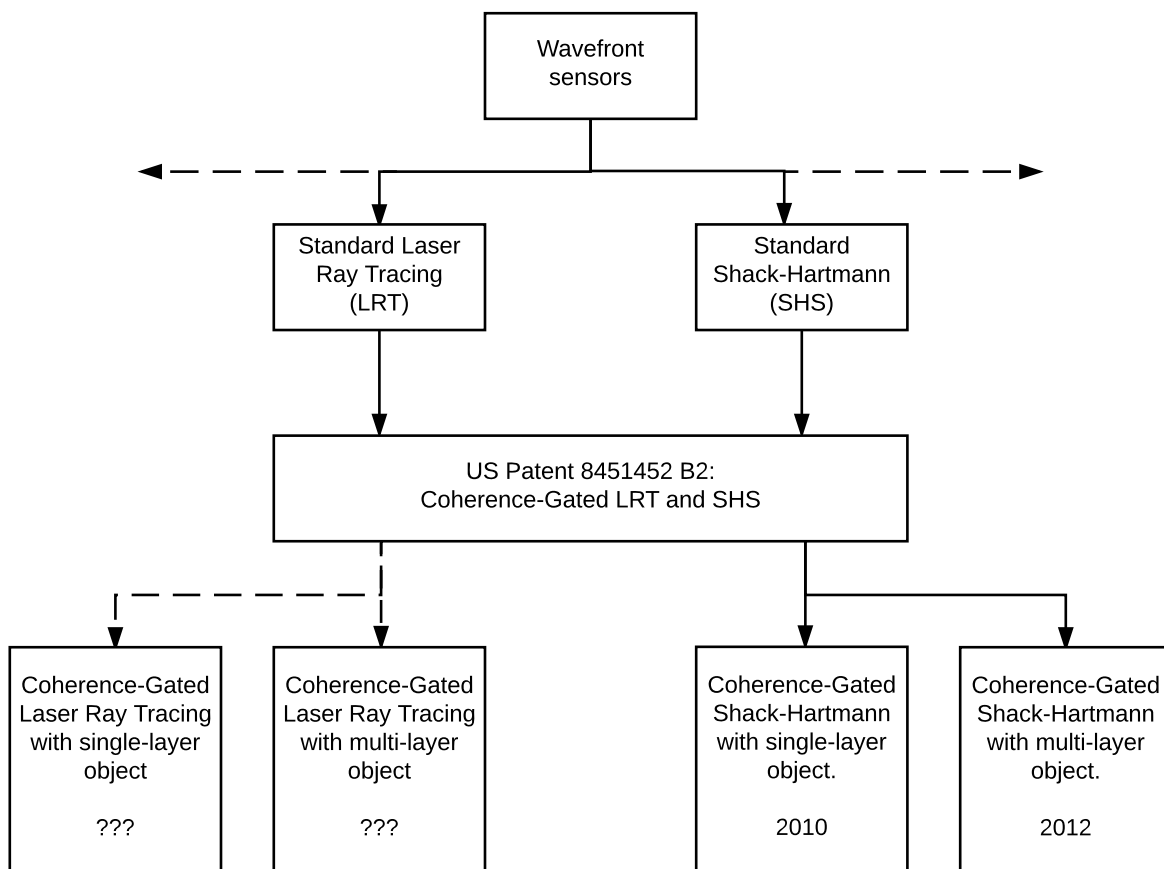 Wavefront
sensors
Standard Laser
Ray Tracing
(LRT)
Standard
Shack-Hartmann
(SHS)
US Patent 8451452 B2:
Coherence-Gated LRT and SHS
Coherence-Gated
Laser Ray Tracing
with single-layer
object
???
Coherence-Gated
Laser Ray Tracing
with multi-layer
object
???
Coherence-Gated
Shack-Hartmann
with single-layer
object.
2010
Coherence-Gated
Shack-Hartmann
with multi-layer
object.
2012